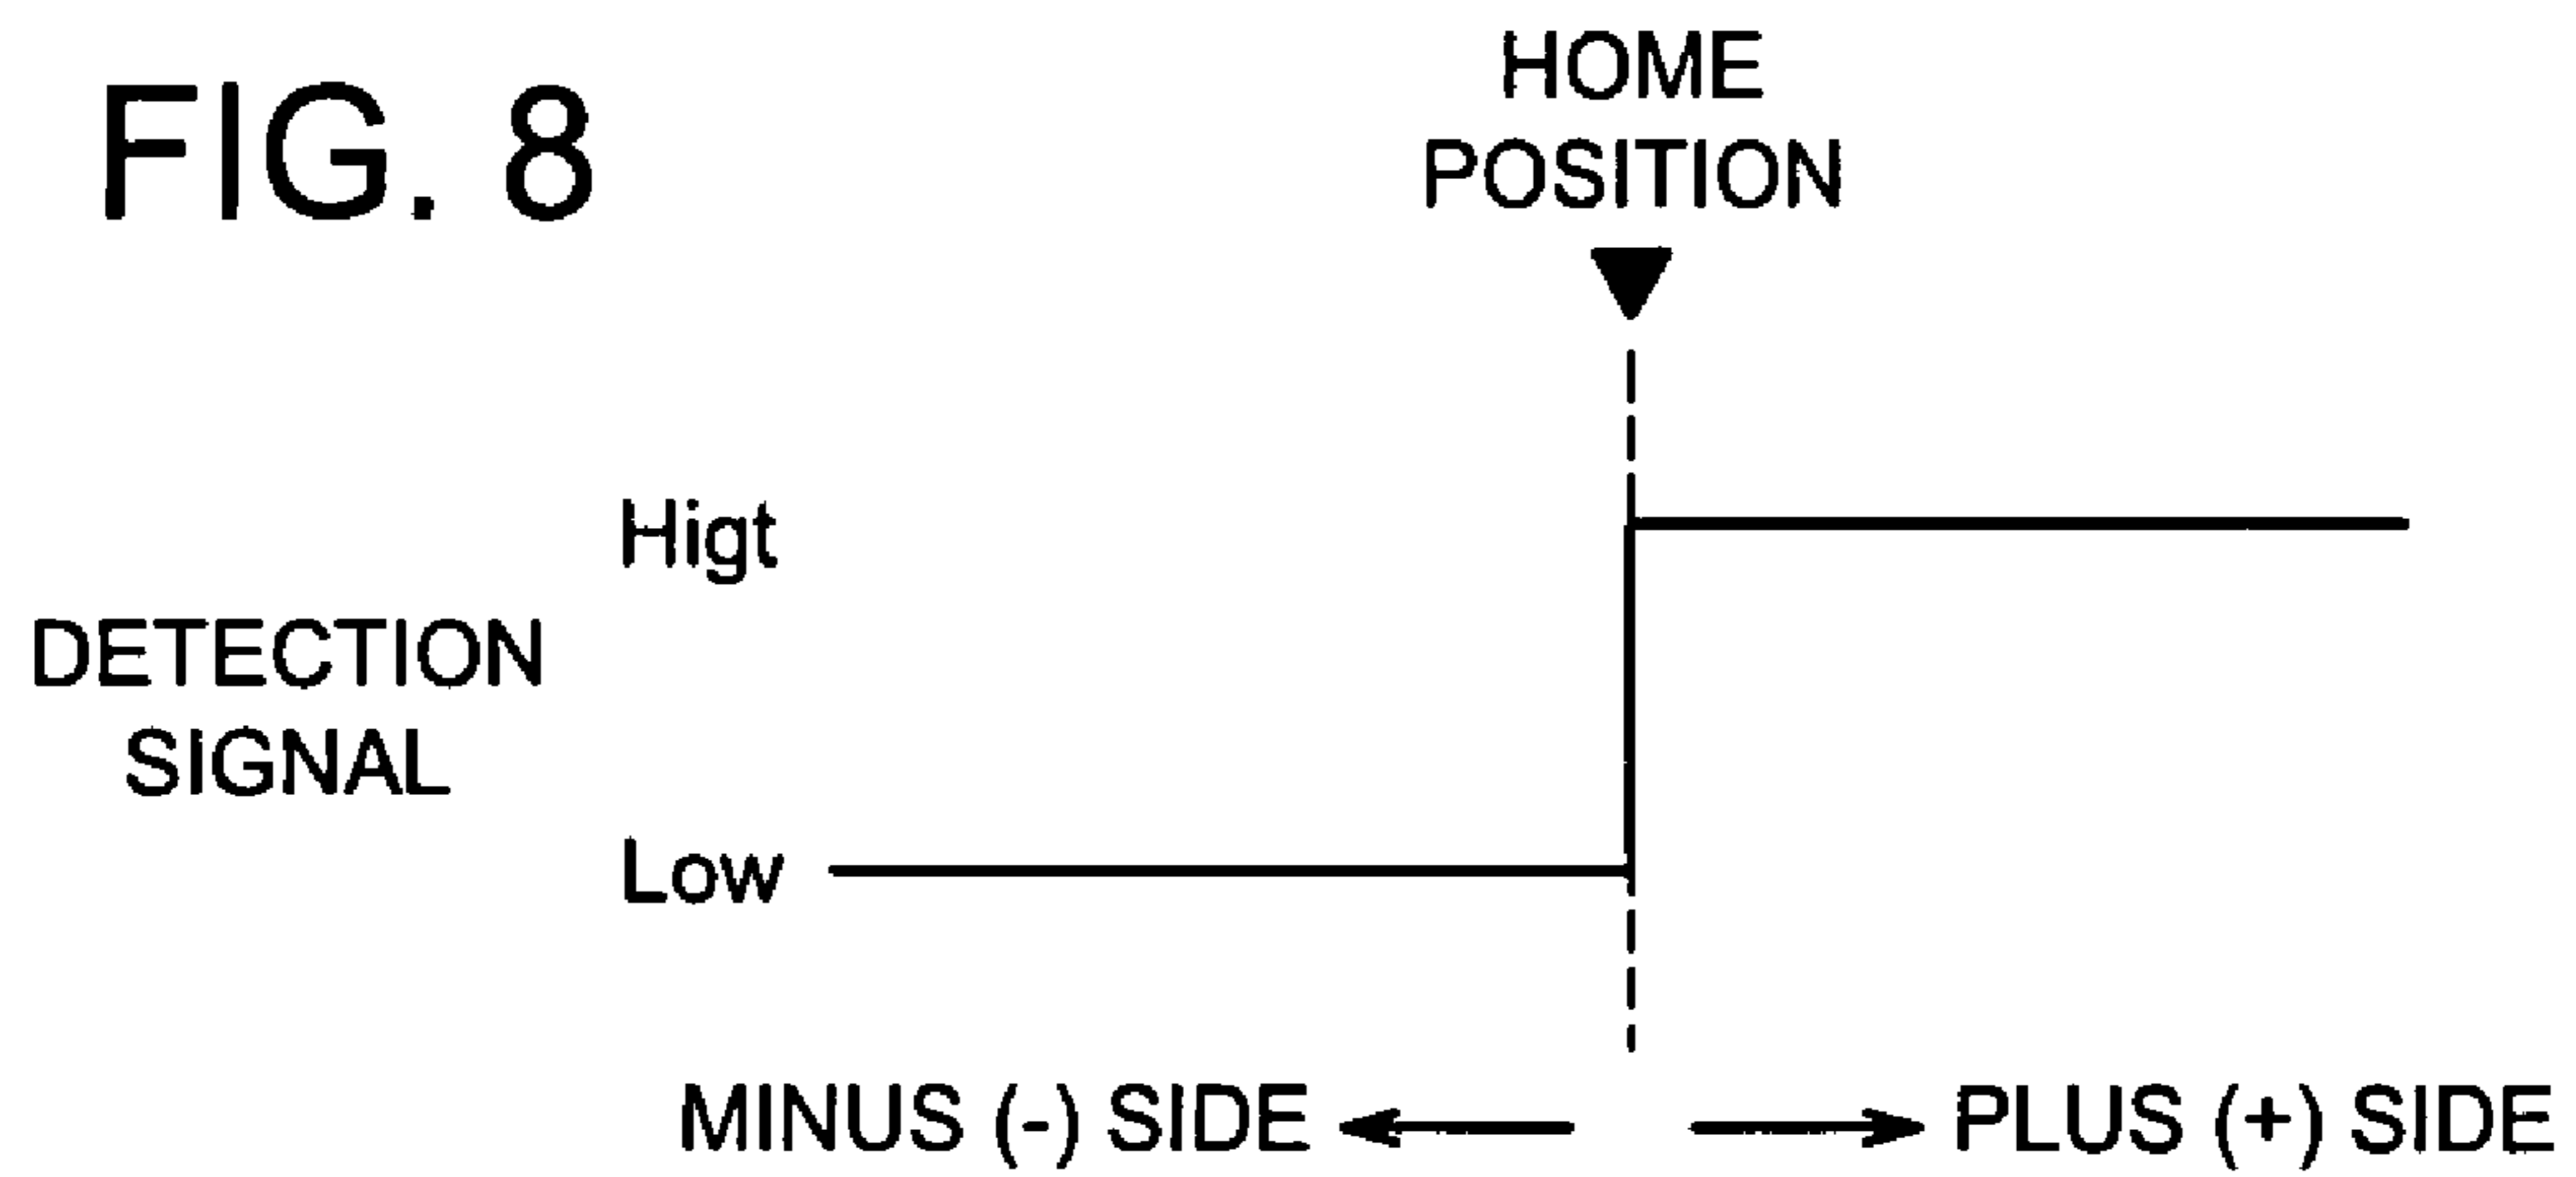 FIG. 8
HOME
POSITION
Higt
DETECTION
SIGNAL
Low
MINUS (-) SIDE
PLUS (+) SIDE